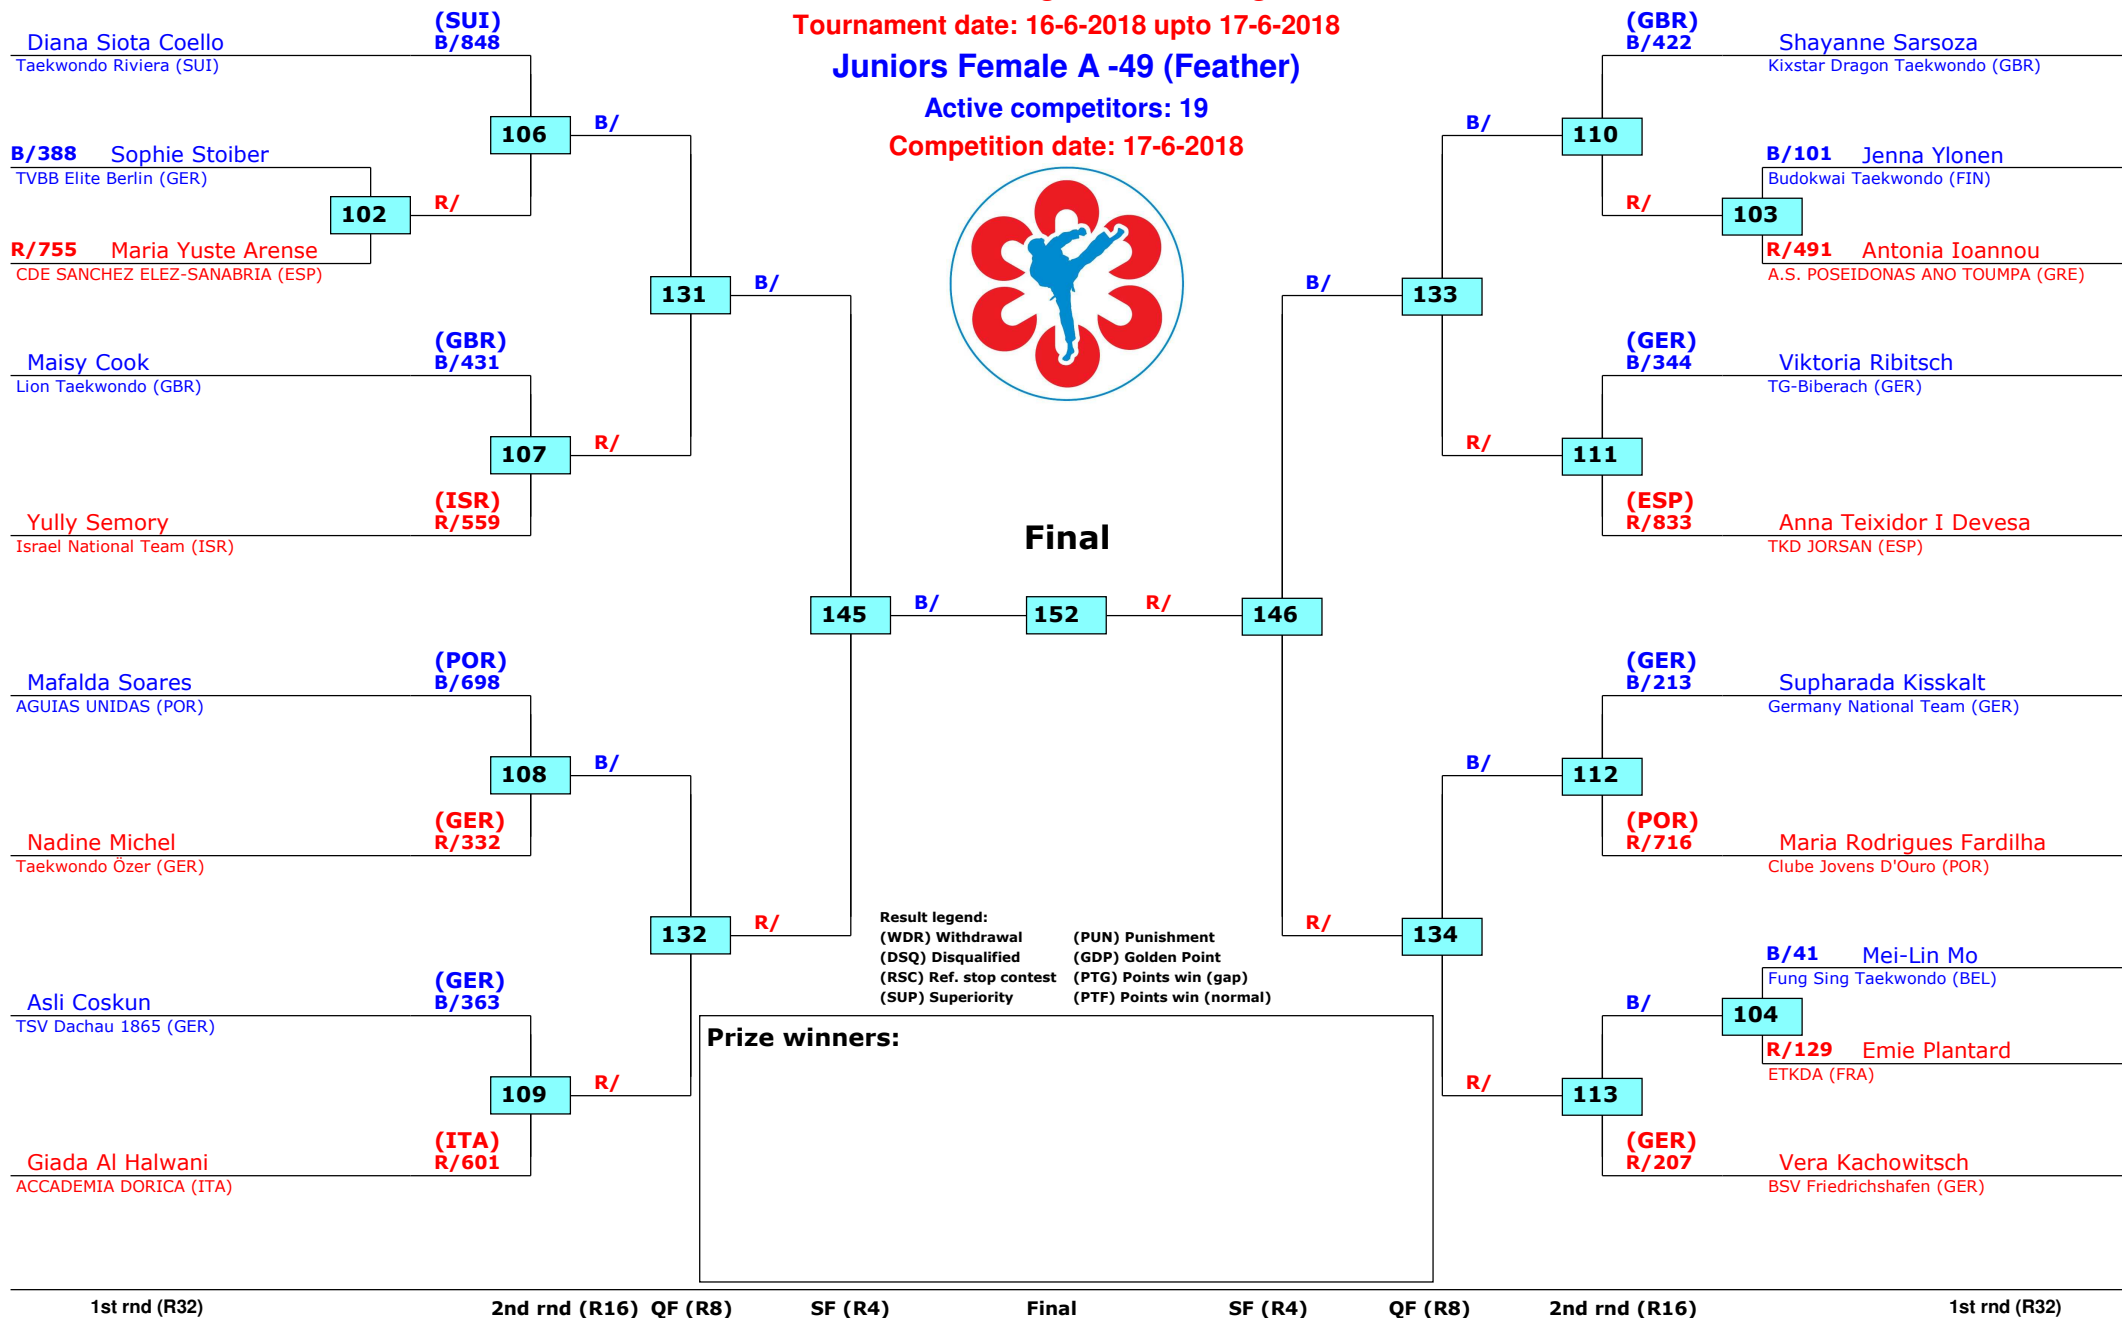 Tournament date: 16-6-2018 upto 17-6-2018
Juniors Female A -49 (Feather)
Active competitors: 19
Competition date: 17-6-2018
(SUI)
Diana Siota Coello B/848
Taekwondo Riviera (SUI)
106 B/
B/388 Sophie Stoiber
TVBB Elite Berlin (GER)
102 R/
R/755 Maria Yuste Arense
CDE SANCHEZ ELEZ-SANABRIA (ESP)
131 B/
(GBR)
Maisy Cook B/431
Lion Taekwondo (GBR)
107 R/
(ISR)
Yully Semory R/559
Israel National Team (ISR)
145 B/
(POR)
Mafalda Soares B/698
AGUIAS UNIDAS (POR)
108 B/
(GER)
Nadine Michel R/332
Taekwondo Özer (GER)
132 R/
(GER)
Asli Coskun B/363
TSV Dachau 1865 (GER)
109 R/
(ITA)
Giada Al Halwani R/601
ACCADEMIA DORICA (ITA)
Final
152
(GBR)
B/422 Shayanne Sarsoza
Kixstar Dragon Taekwondo (GBR)
B/ 110
B/101 Jenna Ylonen
Budokwai Taekwondo (FIN)
R/ 103
R/491 Antonia Ioannou
A.S. POSEIDONAS ANO TOUMPA (GRE)
B/ 133
(GER)
B/344 Viktoria Ribitsch
TG-Biberach (GER)
R/ 111
(ESP)
R/833 Anna Teixidor I Devesa
TKD JORSAN (ESP)
R/ 146
(GER)
B/213 Supharada Kisskalt
Germany National Team (GER)
B/ 112
(POR)
R/716 Maria Rodrigues Fardilha
Clube Jovens D'Ouro (POR)
R/ 134
B/41 Mei-Lin Mo
Fung Sing Taekwondo (BEL)
B/ 104
R/129 Emie Plantard
ETKDA (FRA)
R/ 113
(GER)
R/207 Vera Kachowitsch
BSV Friedrichshafen (GER)
Result legend:
(WDR) Withdrawal (PUN) Punishment
(DSQ) Disqualified (GDP) Golden Point
(RSC) Ref. stop contest (PTG) Points win (gap)
(SUP) Superiority (PTF) Points win (normal)
Prize winners:
1st rnd (R32) 2nd rnd (R16) QF (R8) SF (R4) Final SF (R4) QF (R8) 2nd rnd (R16) 1st rnd (R32)